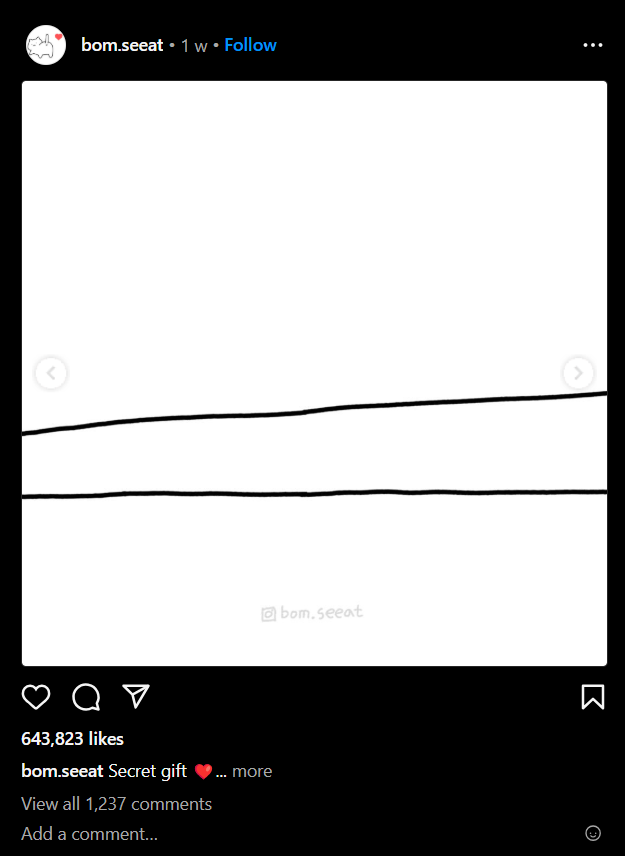 bom.seeat • 1 w • Follow
bom.seeat
643,823 likes
bom.seeat Secret gift ❤️... more
View all 1,237 comments
Add a comment...